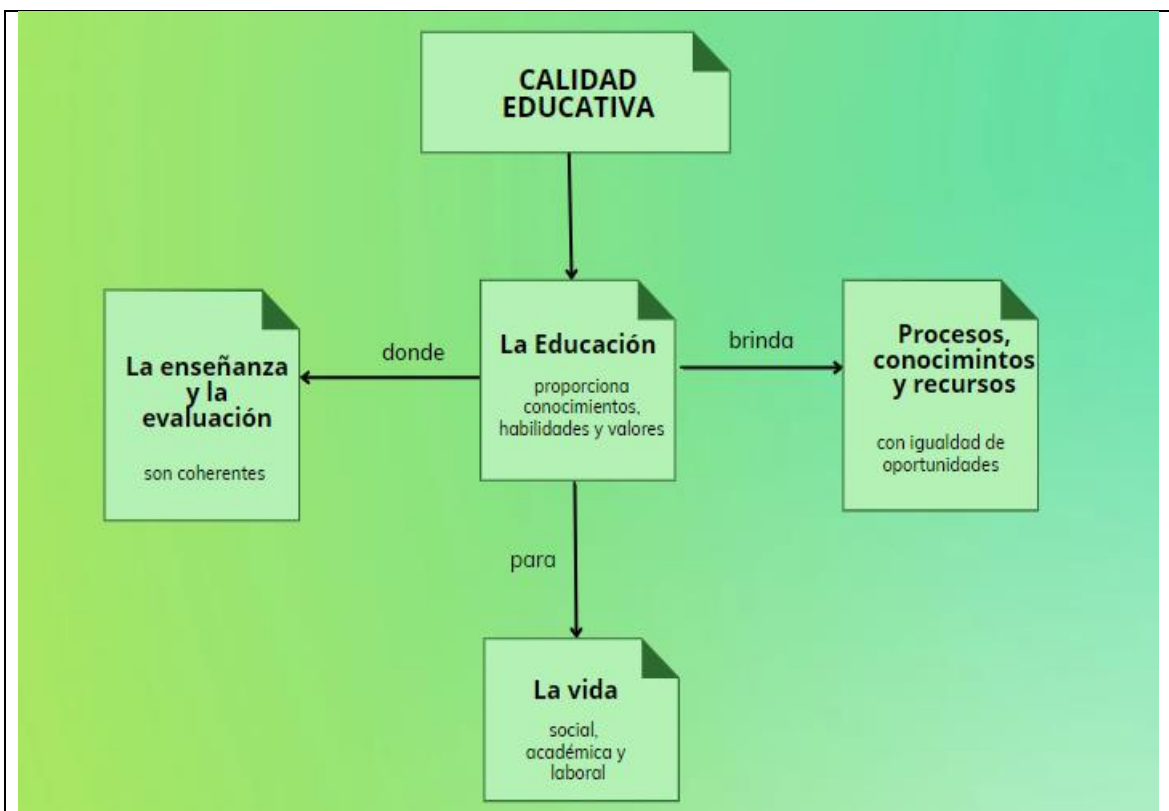 CALIDAD
EDUCATIVA
La enseñanza
y la
evaluación
son coherentes
donde
La Educación
proporciona
conocimientos,
habilidades y valores
brinda
Procesos,
conocimintos
y recursos
con igualdad de
oportunidades
para
La vida
social,
académica y
laboral